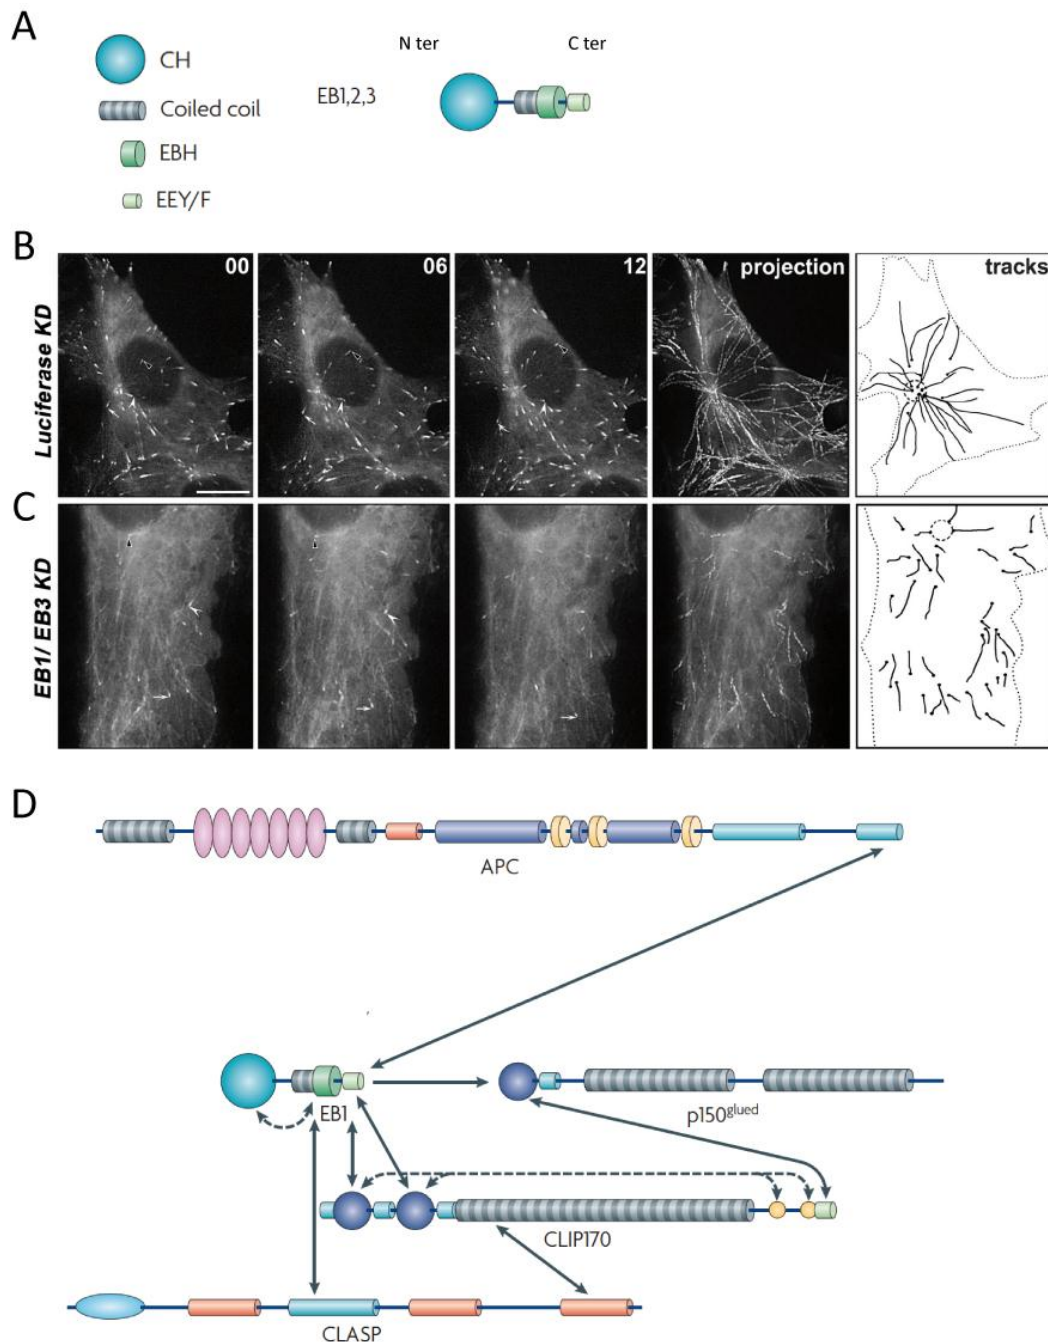 A
N ter
C ter
CH
EB1,2,3
Coiled coil
EBH
EEY/F
B
00
06
12
projection
tracks
Luciferase KD
C
EB1/ EB3 KD
D
APC
EB1
p150glued
CLIP170
CLASP